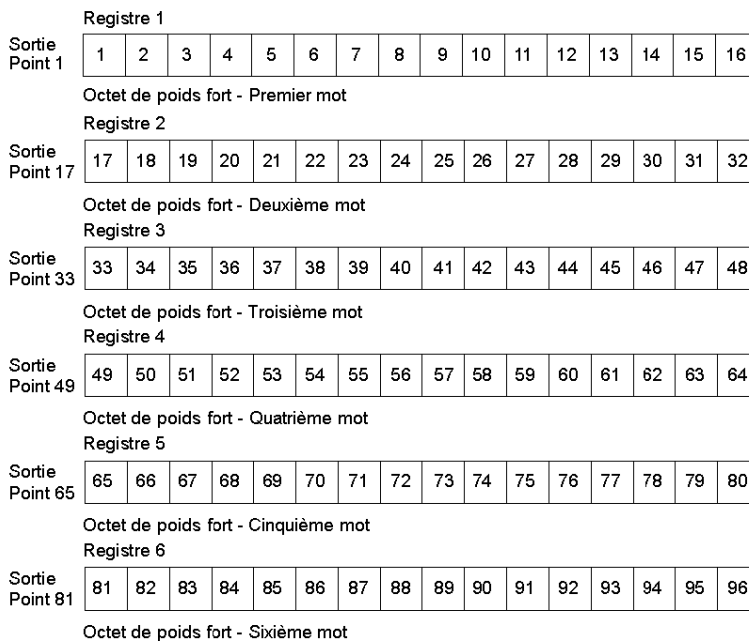 Registre 1
Sortie
Point 1
1 2 3 4 5 6 7 8 9 10 11 12 13 14 15 16
Octet de poids fort - Premier mot
Registre 2
Sortie
Point 17
17 18 19 20 21 22 23 24 25 26 27 28 29 30 31 32
Octet de poids fort - Deuxième mot
Registre 3
Sortie
Point 33
33 34 35 36 37 38 39 40 41 42 43 44 45 46 47 48
Octet de poids fort - Troisième mot
Registre 4
Sortie
Point 49
49 50 51 52 53 54 55 56 57 58 59 60 61 62 63 64
Octet de poids fort - Quatrième mot
Registre 5
Sortie
Point 65
65 66 67 68 69 70 71 72 73 74 75 76 77 78 79 80
Octet de poids fort - Cinquième mot
Registre 6
Sortie
Point 81
81 82 83 84 85 86 87 88 89 90 91 92 93 94 95 96
Octet de poids fort - Sixième mot